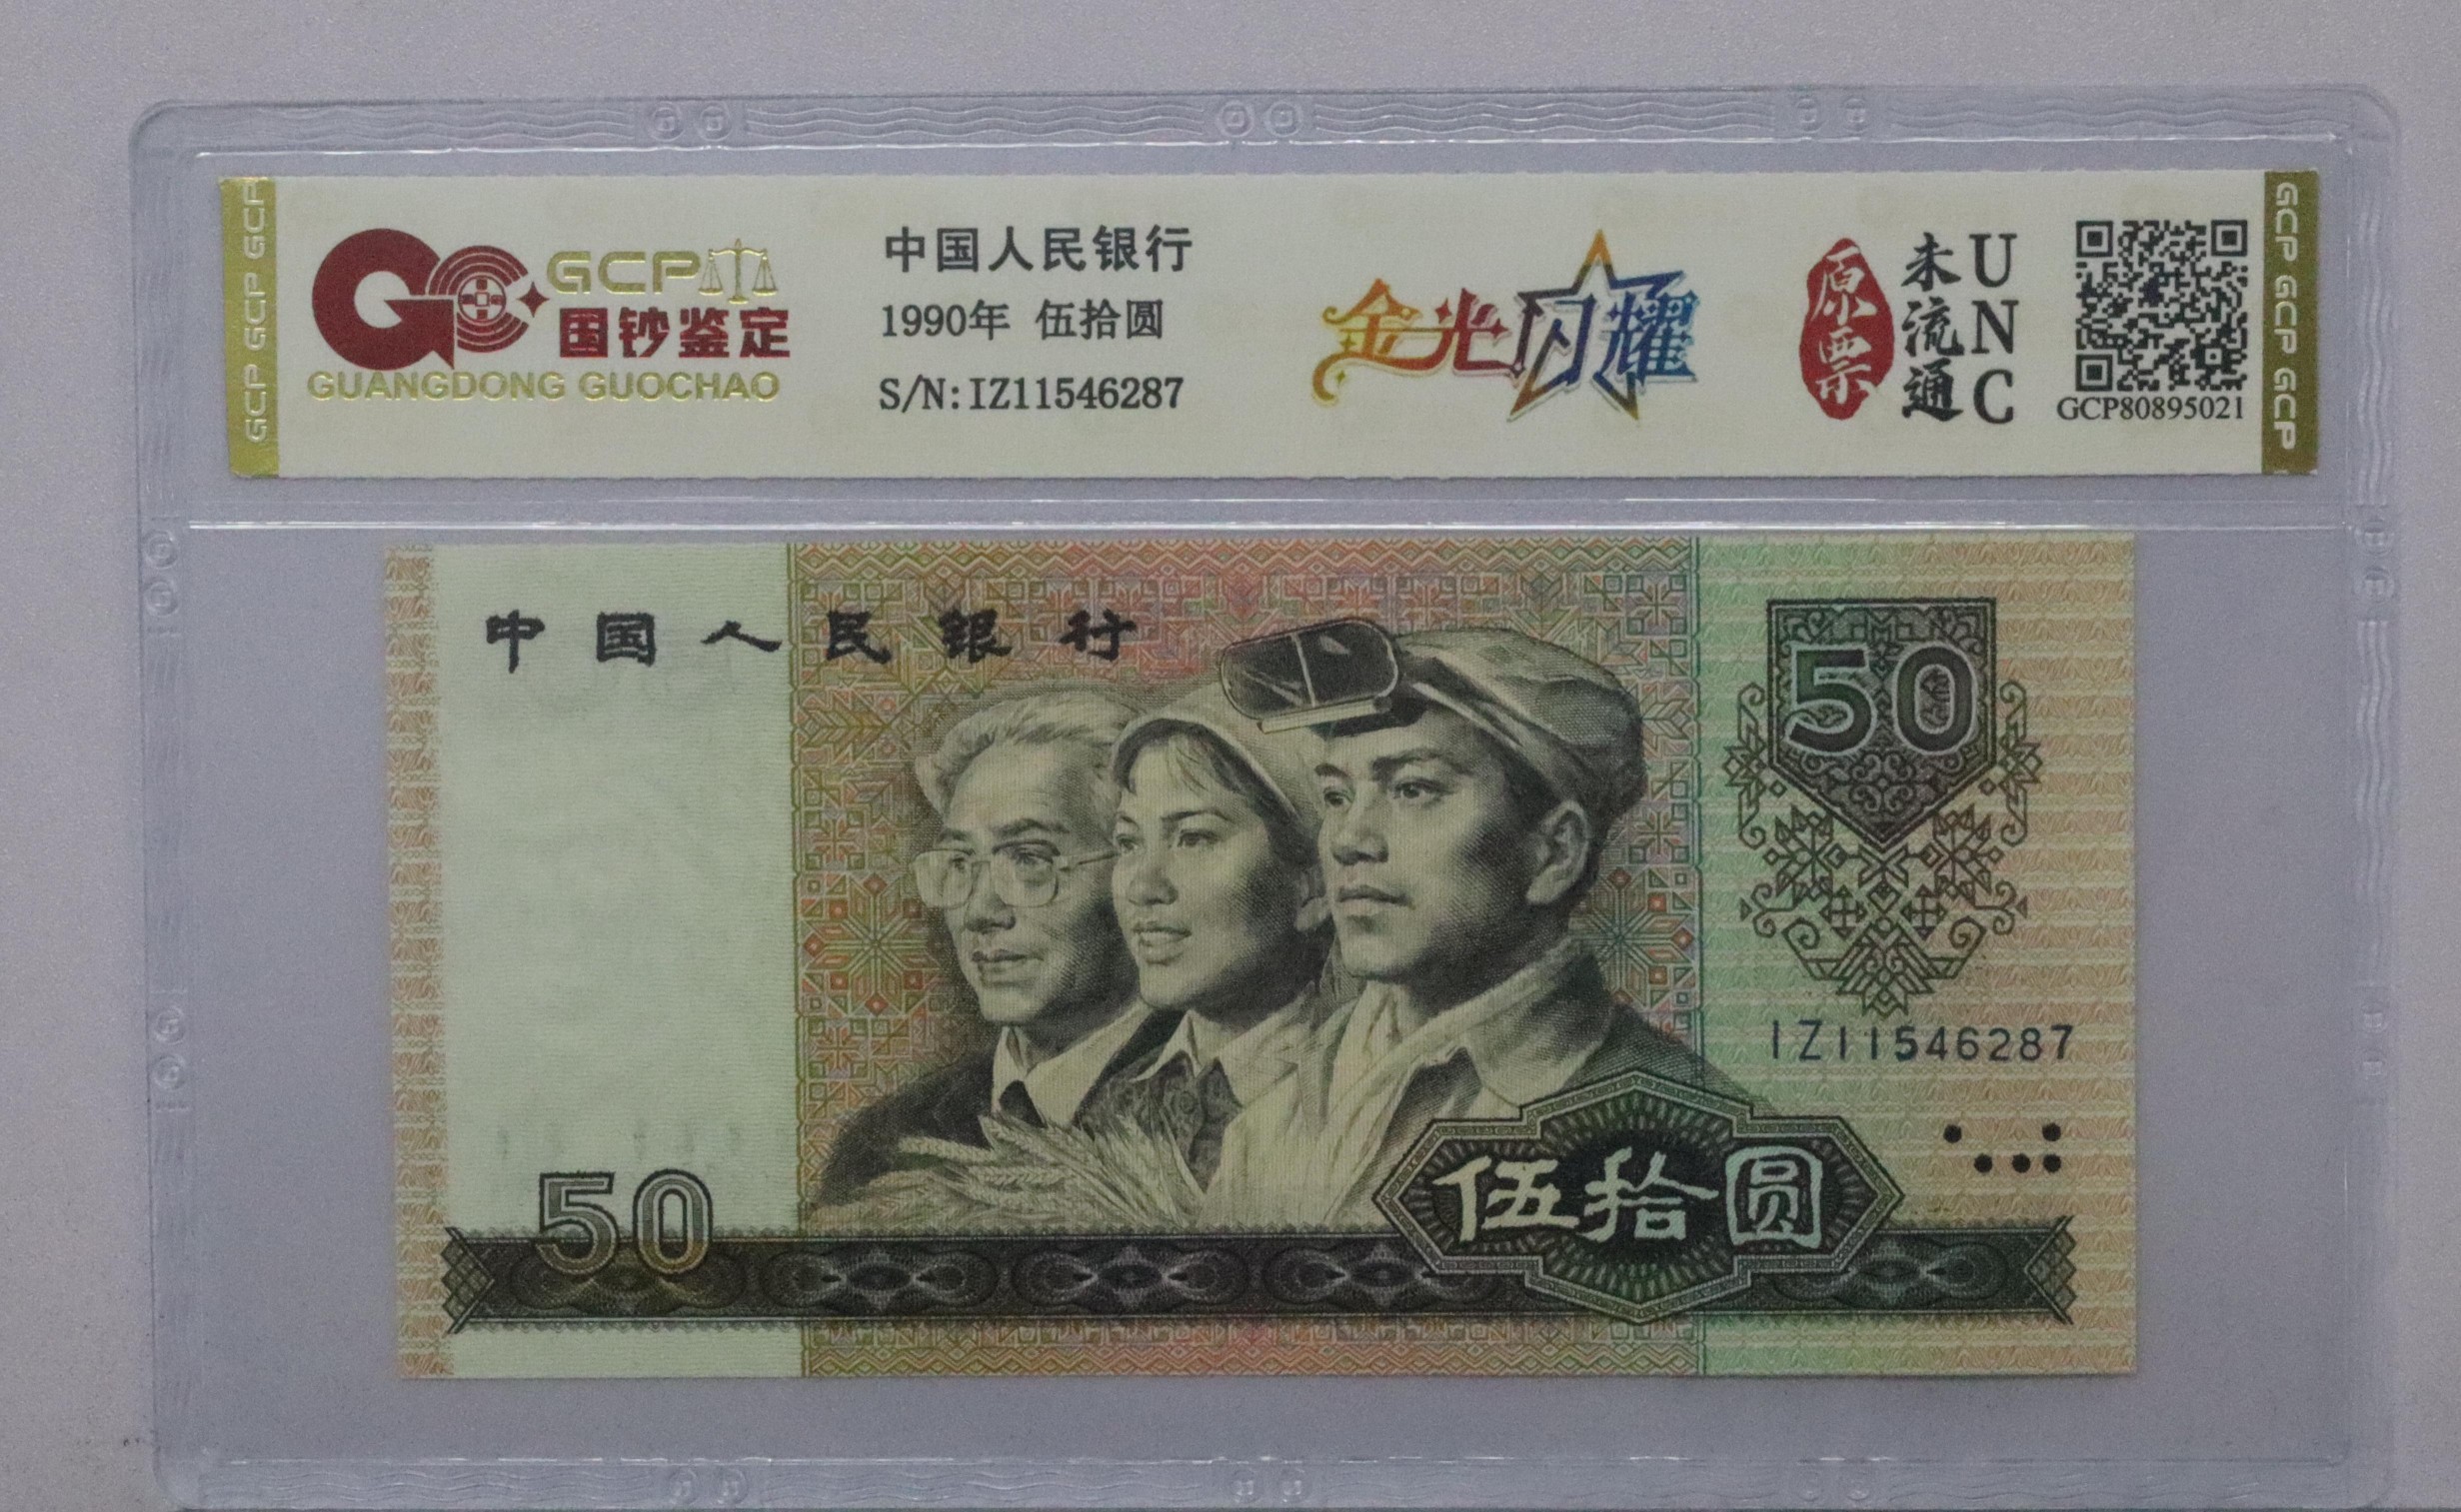 GCP GCP GCP
GCP
国钞鉴定
GUANGDONG GUOCHAO
中国人民银行
1990年 伍拾圆
S/N:IZ11546287
金光闪耀
原票
未流通
UNC
GCP80895021
GCP GCP GCP
中国人民银行
50
IZ11546287
50
伍拾圆